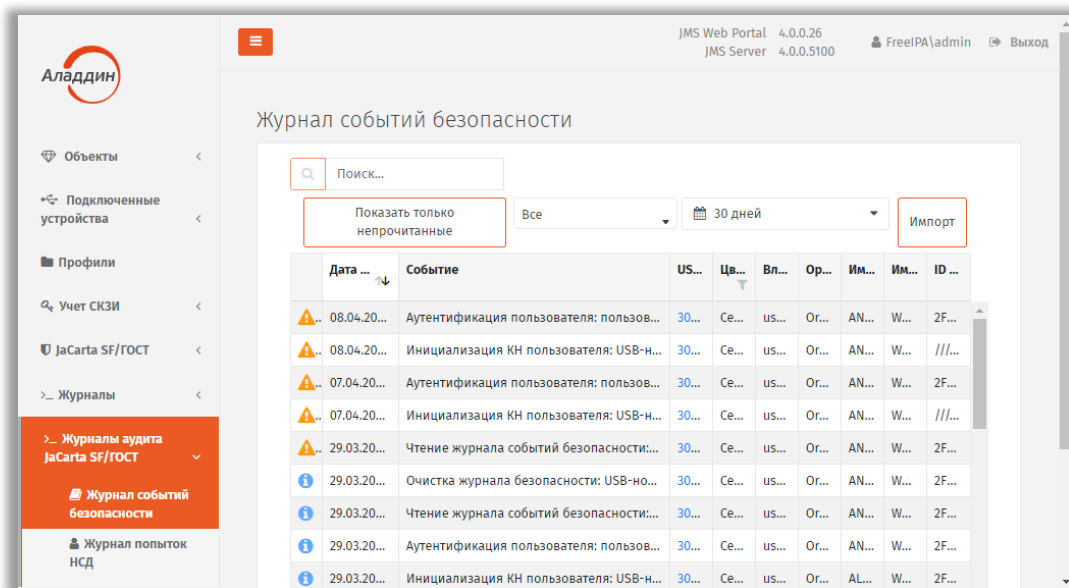 JMS Web Portal 4.0.0.26
JMS Server 4.0.0.5100
FreeIPA\admin
Выход
Аладдин
Журнал событий безопасности
Объекты
Подключенные
устройства
Профили
Учет СКЗИ
JaCarta SF/ГОСТ
Журналы
Журналы аудита
JaCarta SF/ГОСТ
Журнал событий
безопасности
Журнал попыток
НСД
Поиск...
Показать только
непрочитанные
Все
30 дней
Импорт
Дата ... Событие US... Цв... Вл... Ор... Им... Им... ID ...
08.04.20... Аутентификация пользователя: пользов... 30... Се... us... Or... AN... W... 2F...
08.04.20... Инициализация КН пользователя: USB-н... 30... Се... us... Or... AN... W... ///...
07.04.20... Аутентификация пользователя: пользов... 30... Се... us... Or... AN... W... 2F...
07.04.20... Инициализация КН пользователя: USB-н... 30... Се... us... Or... AN... W... ///...
29.03.20... Чтение журнала событий безопасности:... 30... Се... us... Or... AN... W... 2F...
29.03.20... Очистка журнала безопасности: USB-но... 30... Се... us... Or... AN... W... 2F...
29.03.20... Чтение журнала событий безопасности:... 30... Се... us... Or... AN... W... 2F...
29.03.20... Аутентификация пользователя: пользов... 30... Се... us... Or... AN... W... 2F...
29.03.20... Инициализация КН пользователя: USB-н... 30... Се... us... Or... AL... W... 2F...